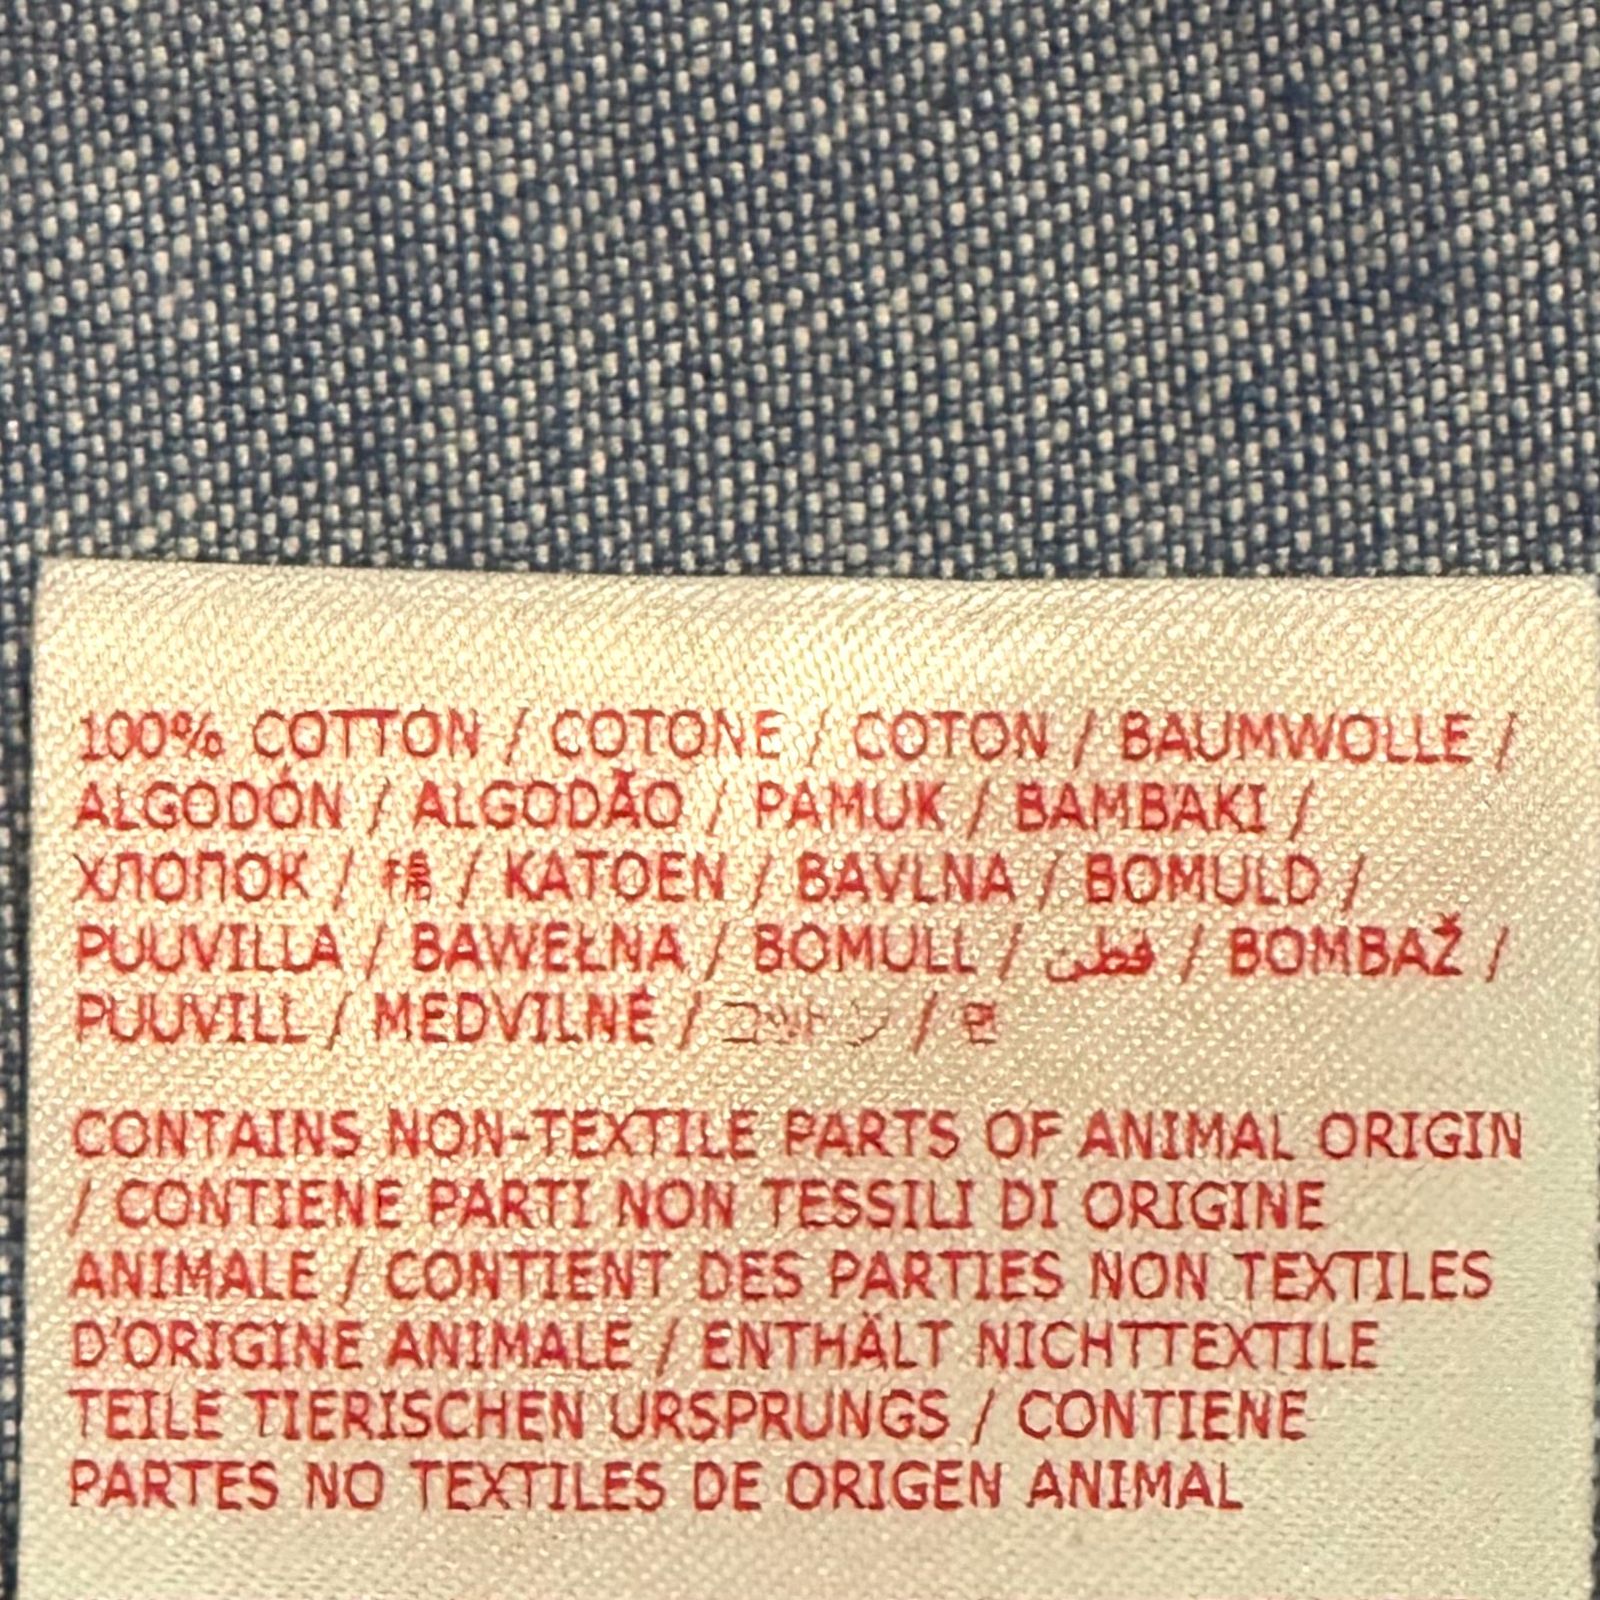 100% COTTON / COTONE / COTON / BAUMWOLLE /
ALGODÓN / ALGODÃO / PAMUK / BAMBAKI /
ХЛОПОК / 棉 / KATOEN / BAVLNA / BOMULD /
PUUVILLA / BAWEŁNA / BOMULL / قطن / BOMBAŽ /
PUUVILL / MEDVILNĖ / /
CONTAINS NON-TEXTILE PARTS OF ANIMAL ORIGIN
/ CONTIENE PARTI NON TESSILI DI ORIGINE
ANIMALE / CONTIENT DES PARTIES NON TEXTILES
D'ORIGINE ANIMALE / ENTHÄLT NICHTTEXTILE
TEILE TIERISCHEN URSPRUNGS / CONTIENE
PARTES NO TEXTILES DE ORIGEN ANIMAL